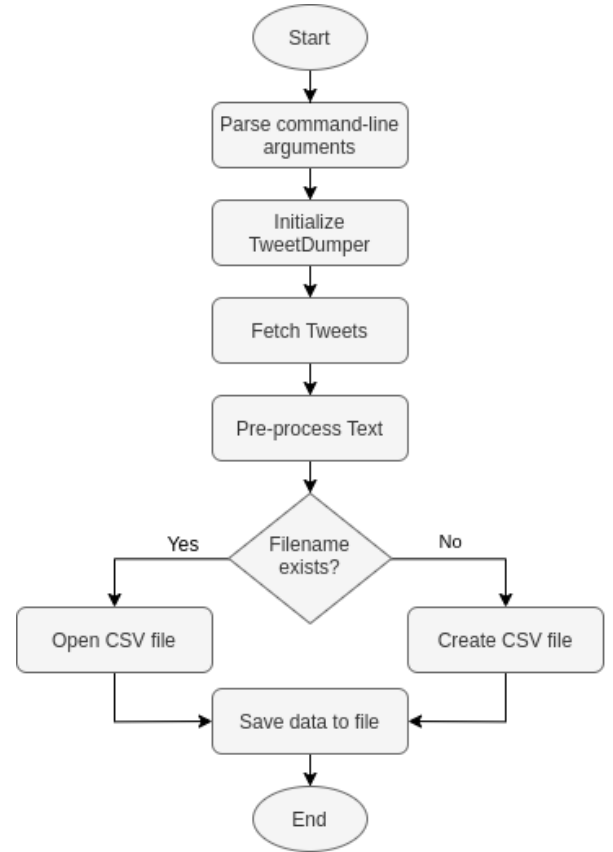 Start
Parse command-line
arguments
Initialize
TweetDumper
Fetch Tweets
Pre-process Text
Filename
exists?
Yes
No
Open CSV file
Create CSV file
Save data to file
End